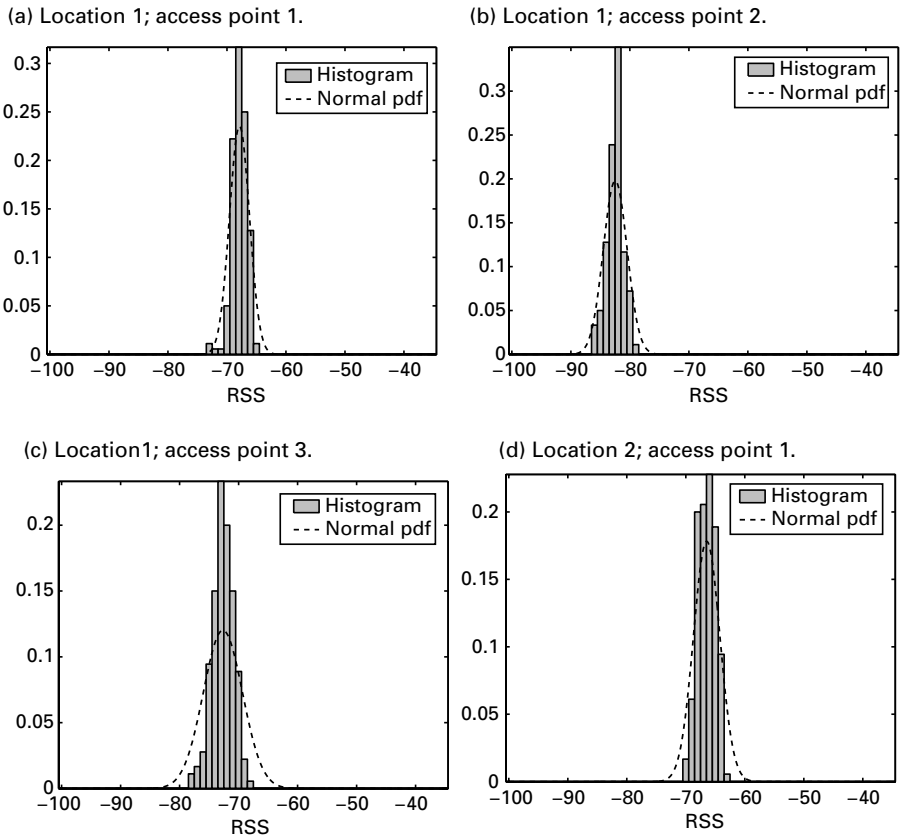 (a) Location 1; access point 1.
0.3
0.25
0.2
0.15
0.1
0.05
0
Histogram
Normal pdf
−100 −90 −80 −70 −60 −50 −40
RSS
(b) Location 1; access point 2.
0.3
0.25
0.2
0.15
0.1
0.05
0
Histogram
Normal pdf
−100 −90 −80 −70 −60 −50 −40
RSS
(c) Location1; access point 3.
0.2
0.15
0.1
0.05
0
Histogram
Normal pdf
−100 −90 −80 −70 −60 −50 −40
RSS
(d) Location 2; access point 1.
0.2
0.15
0.1
0.05
0
Histogram
Normal pdf
−100 −90 −80 −70 −60 −50 −40
RSS